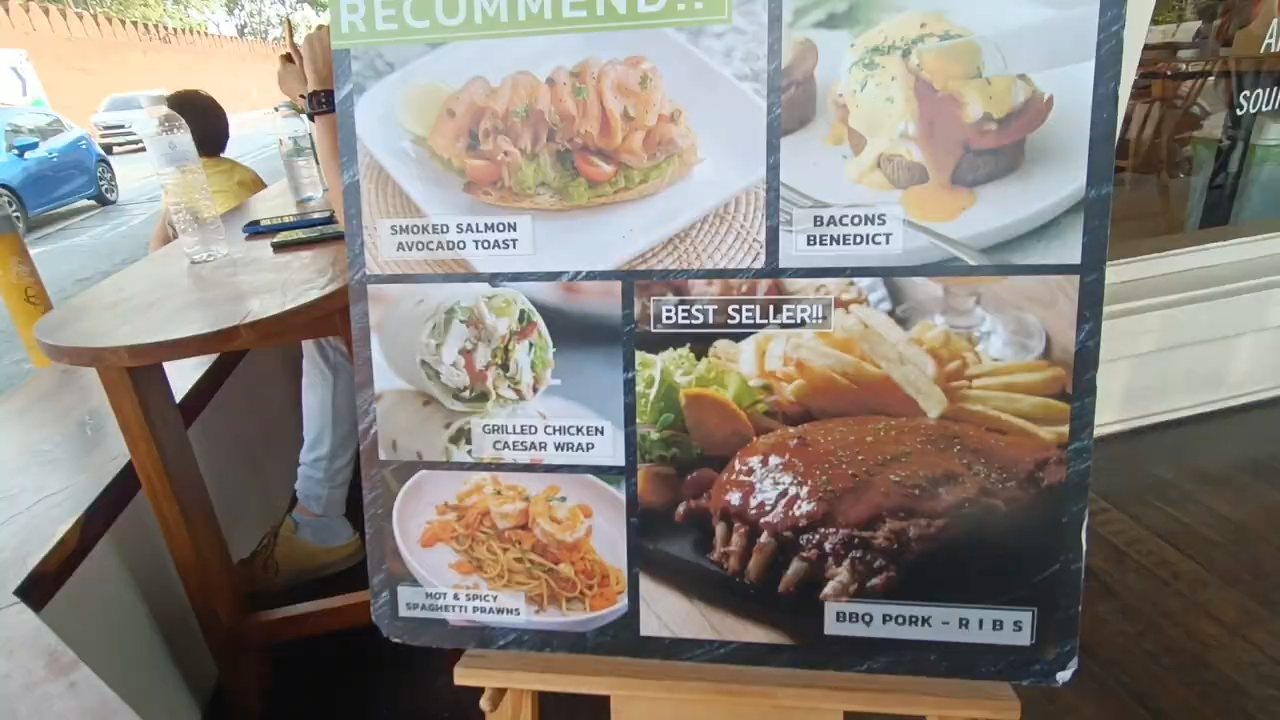 RECOMMEND!!
SMOKED SALMON
AVOCADO TOAST
BACONS
BENEDICT
BEST SELLER!!
GRILLED CHICKEN
CAESAR WRAP
HOT & SPICY
SPAGHETTI PRAWNS
BBQ PORK - RIBS